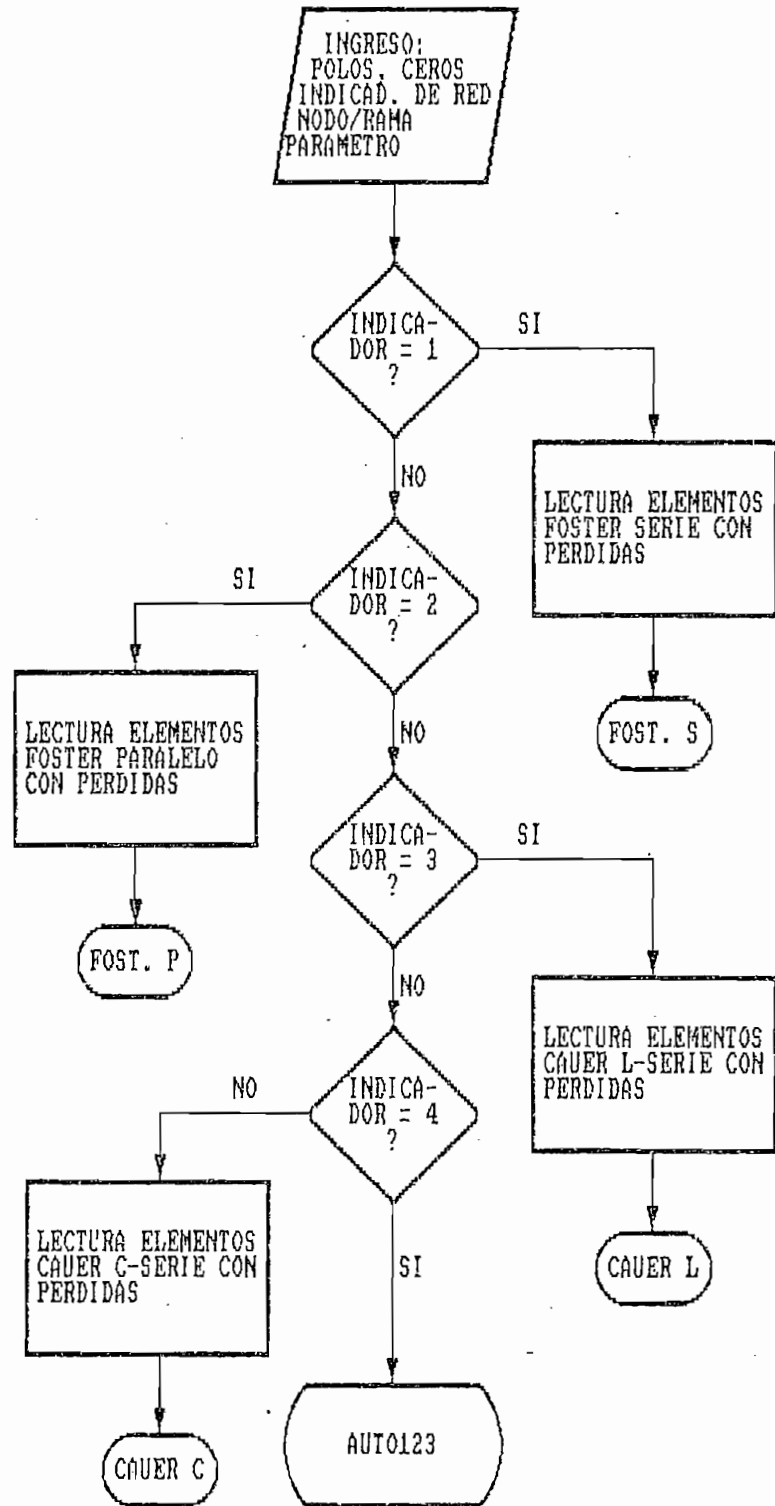 INGRESO:
POLOS, CEROS
INDICAD. DE RED
NODO/RAMA
PARAMETRO
INDICA-
DOR = 1
?
SI
NO
LECTURA ELEMENTOS
FOSTER SERIE CON
PERDIDAS
FOST. S
INDICA-
DOR = 2
?
SI
NO
LECTURA ELEMENTOS
FOSTER PARALELO
CON PERDIDAS
FOST. P
INDICA-
DOR = 3
?
SI
NO
LECTURA ELEMENTOS
CAUER L-SERIE CON
PERDIDAS
CAUER L
INDICA-
DOR = 4
?
NO
SI
LECTURA ELEMENTOS
CAUER C-SERIE CON
PERDIDAS
CAUER C
AUTO123